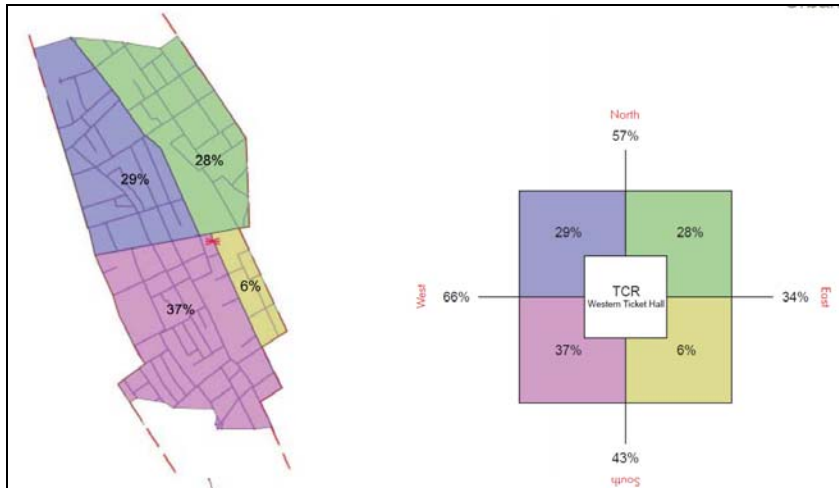 28%
29%
6%
37%
North
57%
29%
28%
West
66%
TCR
Western Ticket Hall
34%
East
37%
6%
43%
South